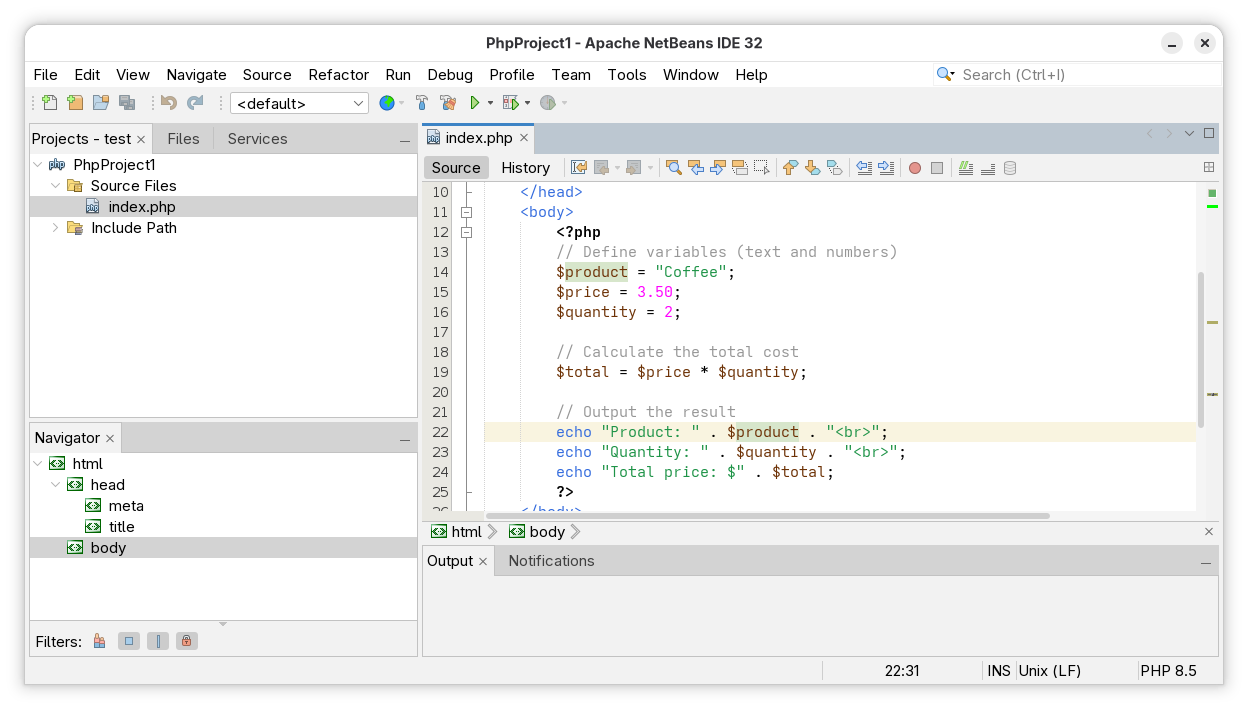 PhpProject1 - Apache NetBeans IDE 32
File Edit View Navigate Source Refactor Run Debug Profile Team Tools Window Help Search (Ctrl+I)
<default>
Projects - test Files Services
PhpProject1
Source Files
index.php
Include Path
Navigator
html
head
meta
title
body
Filters:
index.php
Source History
10 </head>
11 <body>
12 <?php
13 // Define variables (text and numbers)
14 $product = "Coffee";
15 $price = 3.50;
16 $quantity = 2;
17
18 // Calculate the total cost
19 $total = $price * $quantity;
20
21 // Output the result
22 echo "Product: " . $product . "<br>";
23 echo "Quantity: " . $quantity . "<br>";
24 echo "Total price: $" . $total;
25 ?>
26 </body>
html body
Output Notifications
22:31 INS Unix (LF) PHP 8.5